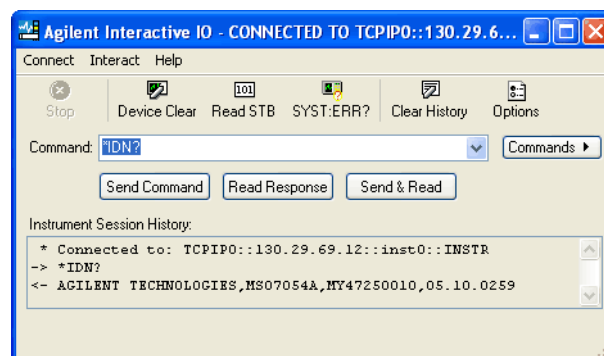 Agilent Interactive IO - CONNECTED TO TCPIP0::130.29.6...
Connect Interact Help
Stop Device Clear Read STB SYST:ERR? Clear History Options
Command: *IDN? Commands
Send Command Read Response Send & Read
Instrument Session History:
* Connected to: TCPIP0::130.29.69.12::inst0::INSTR
-> *IDN?
<- AGILENT TECHNOLOGIES,MSO7054A,MY47250010,05.10.0259